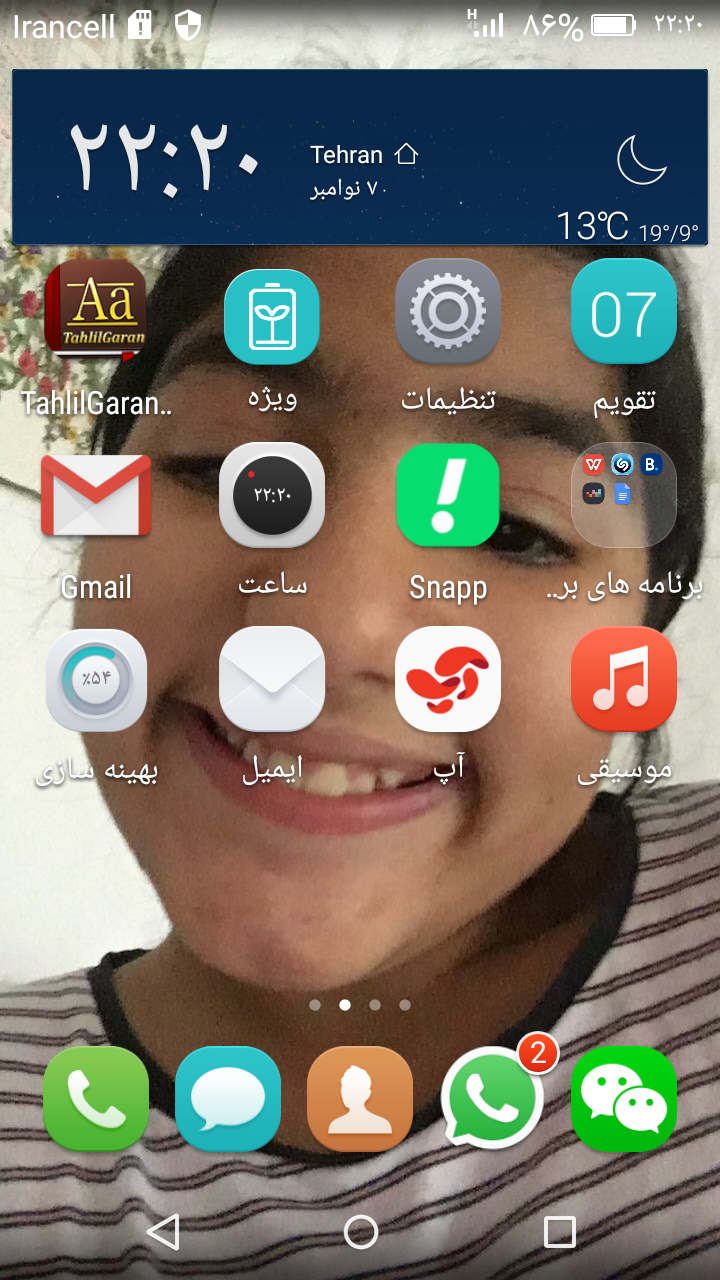 Irancell H ۸۶% ۲۲:۲۰
۲۲:۲۰
Tehran
۰۷ نوامبر
13°C 19°/9°
Aa
TahlilGaran
07
TahlilGaran..
ویژه
تنظیمات
تقویم
۲۲:۲۰
W
B.
Gmail
ساعت
Snapp
برنامه های بر..
٪۵۴
بهینه سازی
ایمیل
آپ
موسیقی
2